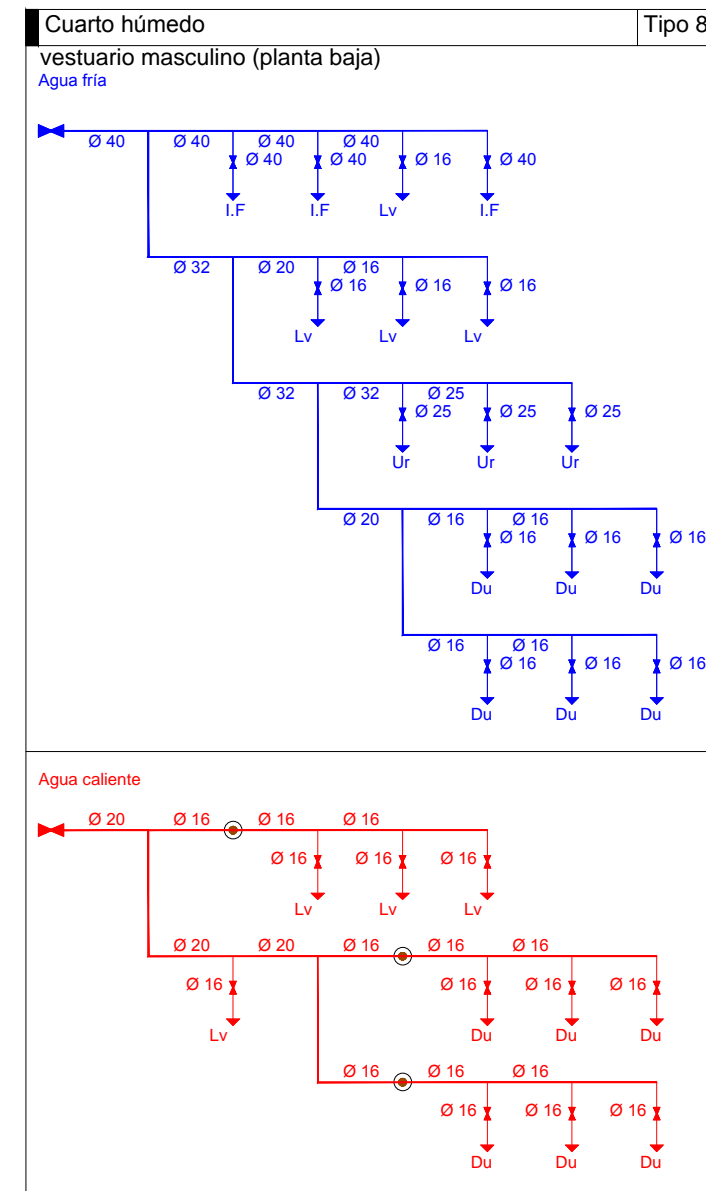 Cuarto húmedo Tipo 8
vestuario masculino (planta baja)
Agua fría
Ø 40 Ø 40 Ø 40 Ø 40
Ø 40 Ø 40 Ø 16 Ø 40
I.F I.F Lv I.F
Ø 32 Ø 20 Ø 16
Ø 16 Ø 16 Ø 16
Lv Lv Lv
Ø 32 Ø 32 Ø 25
Ø 25 Ø 25 Ø 25
Ur Ur Ur
Ø 20 Ø 16 Ø 16
Ø 16 Ø 16 Ø 16
Du Du Du
Ø 16 Ø 16
Ø 16 Ø 16 Ø 16
Du Du Du
Agua caliente
Ø 20 Ø 16 Ø 16 Ø 16
Ø 16 Ø 16 Ø 16
Lv Lv Lv
Ø 20 Ø 20 Ø 16 Ø 16 Ø 16
Ø 16 Ø 16 Ø 16 Ø 16
Lv Du Du Du
Ø 16 Ø 16 Ø 16
Ø 16 Ø 16 Ø 16
Du Du Du